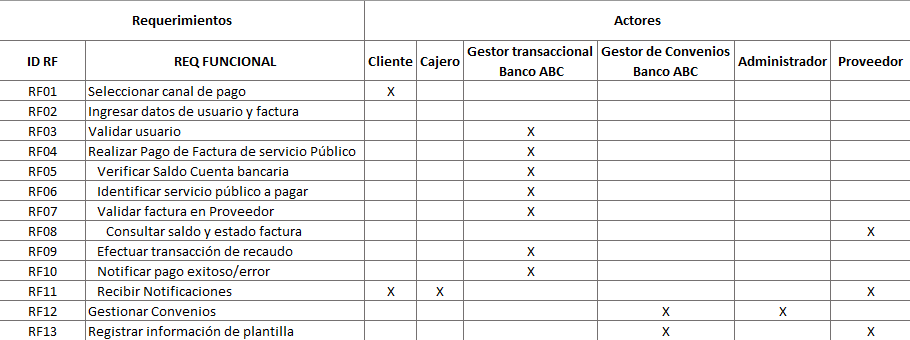 Requerimientos Actores
ID RF REQ FUNCIONAL Cliente Cajero Gestor transaccional Banco ABC Gestor de Convenios Banco ABC Administrador Proveedor
RF01 Seleccionar canal de pago X
RF02 Ingresar datos de usuario y factura
RF03 Validar usuario X
RF04 Realizar Pago de Factura de servicio Público X
RF05 Verificar Saldo Cuenta bancaria X
RF06 Identificar servicio público a pagar X
RF07 Validar factura en Proveedor X
RF08 Consultar saldo y estado factura X
RF09 Efectuar transacción de recaudo X
RF10 Notificar pago exitoso/error X
RF11 Recibir Notificaciones X X X
RF12 Gestionar Convenios X X
RF13 Registrar información de plantilla X X